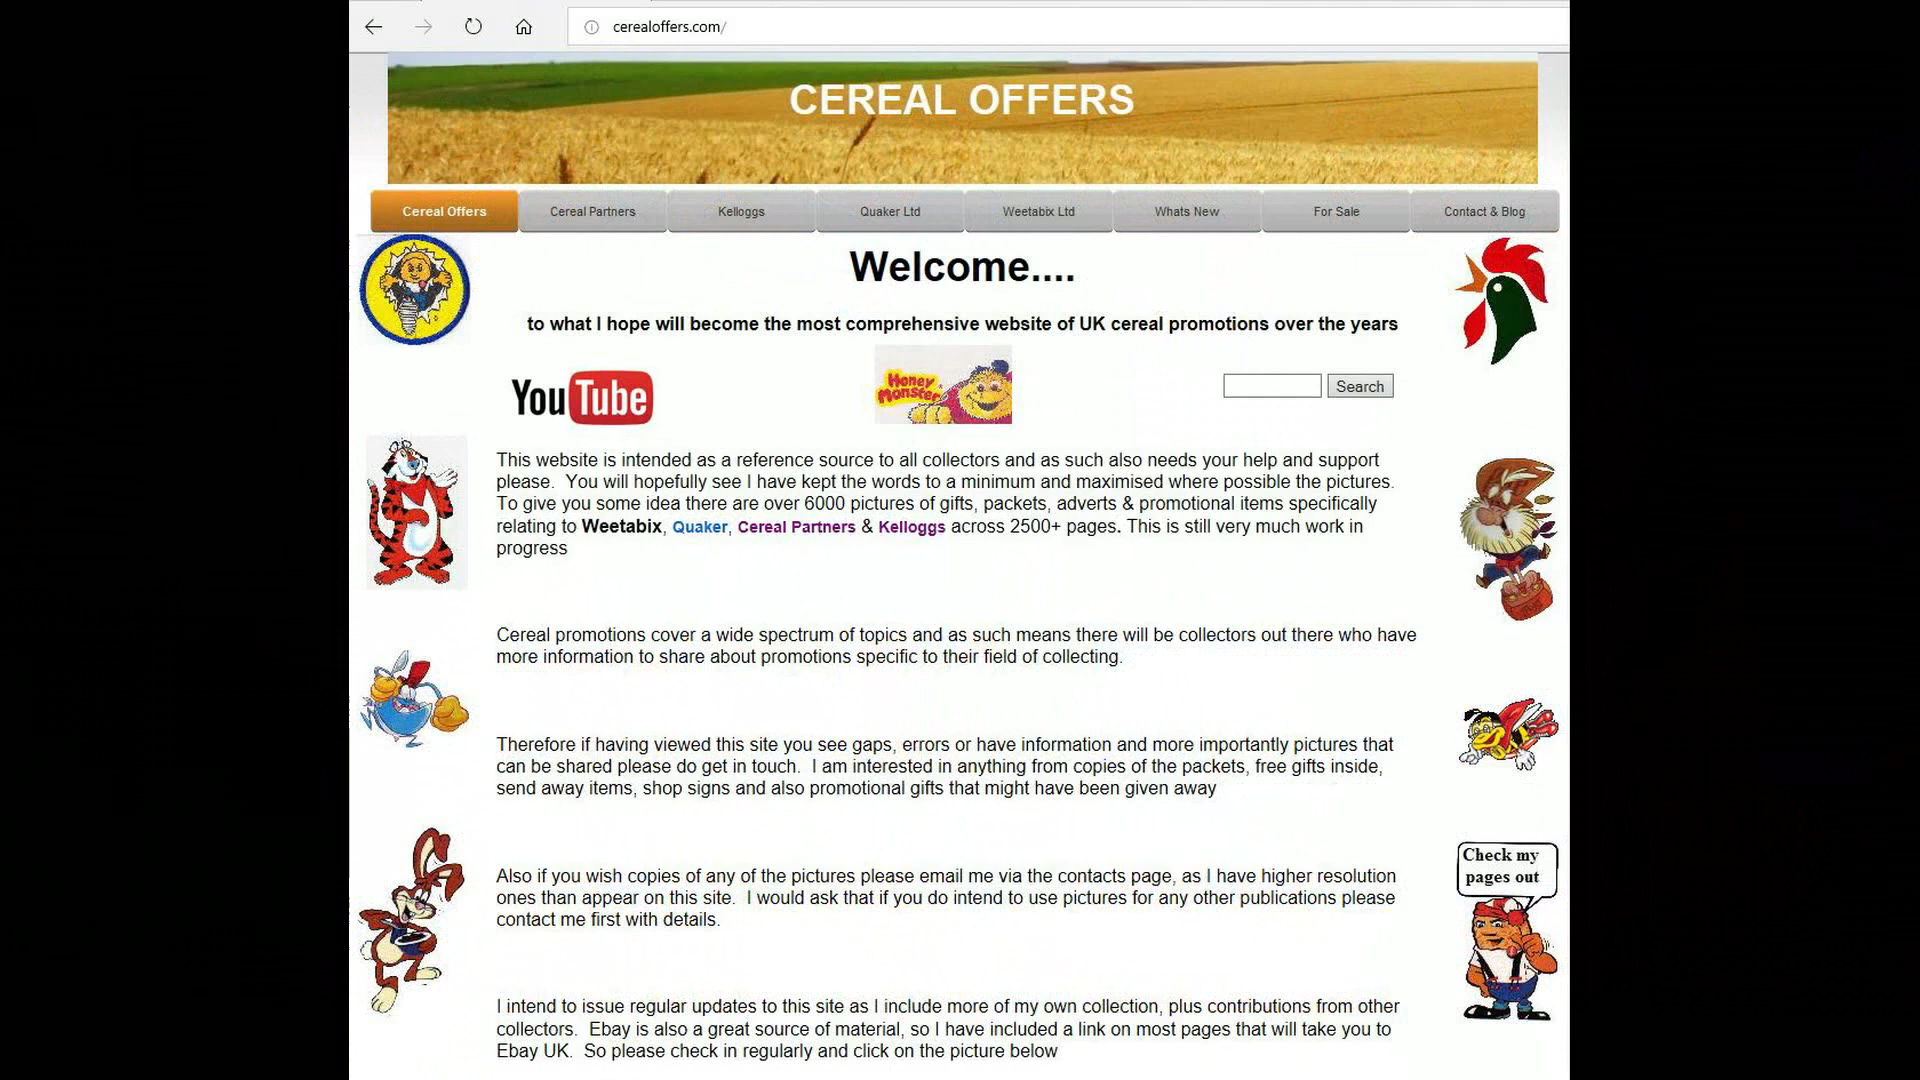 cerealoffers.com/
CEREAL OFFERS
Cereal Offers
Cereal Partners
Kelloggs
Quaker Ltd
Weetabix Ltd
Whats New
For Sale
Contact & Blog
Welcome....
to what I hope will become the most comprehensive website of UK cereal promotions over the years
YouTube
Honey
Monster
Search
This website is intended as a reference source to all collectors and as such also needs your help and support
please.  You will hopefully see I have kept the words to a minimum and maximised where possible the pictures.
To give you some idea there are over 6000 pictures of gifts, packets, adverts & promotional items specifically
relating to Weetabix, Quaker, Cereal Partners & Kelloggs across 2500+ pages. This is still very much work in
progress
Cereal promotions cover a wide spectrum of topics and as such means there will be collectors out there who have
more information to share about promotions specific to their field of collecting.
Therefore if having viewed this site you see gaps, errors or have information and more importantly pictures that
can be shared please do get in touch.  I am interested in anything from copies of the packets, free gifts inside,
send away items, shop signs and also promotional gifts that might have been given away
Check my
pages out
Also if you wish copies of any of the pictures please email me via the contacts page, as I have higher resolution
ones than appear on this site.  I would ask that if you do intend to use pictures for any other publications please
contact me first with details.
I intend to issue regular updates to this site as I include more of my own collection, plus contributions from other
collectors.  Ebay is also a great source of material, so I have included a link on most pages that will take you to
Ebay UK.  So please check in regularly and click on the picture below